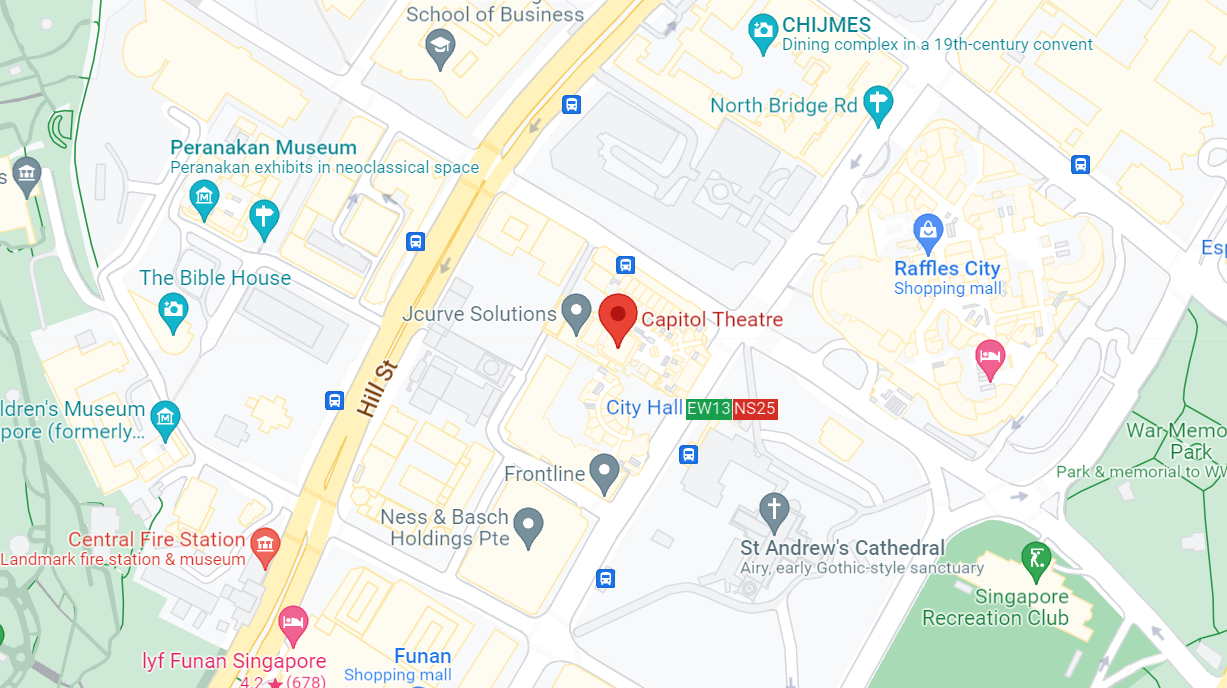 School of Business
CHIJMES
Dining complex in a 19th-century convent
North Bridge Rd
Peranakan Museum
Peranakan exhibits in neoclassical space
s
The Bible House
Raffles City
Shopping mall
Esp
Jcurve Solutions
Capitol Theatre
Hill St
ldren's Museum
pore (formerly...
City Hall EW13 NS25
War Memo
Park
Park & memorial to WW
Frontline
Ness & Basch
Holdings Pte
St Andrew's Cathedral
Airy, early Gothic-style sanctuary
Central Fire Station
Landmark fire station & museum
Singapore
Recreation Club
lyf Funan Singapore
4.2 ★ (678)
Funan
Shopping mall